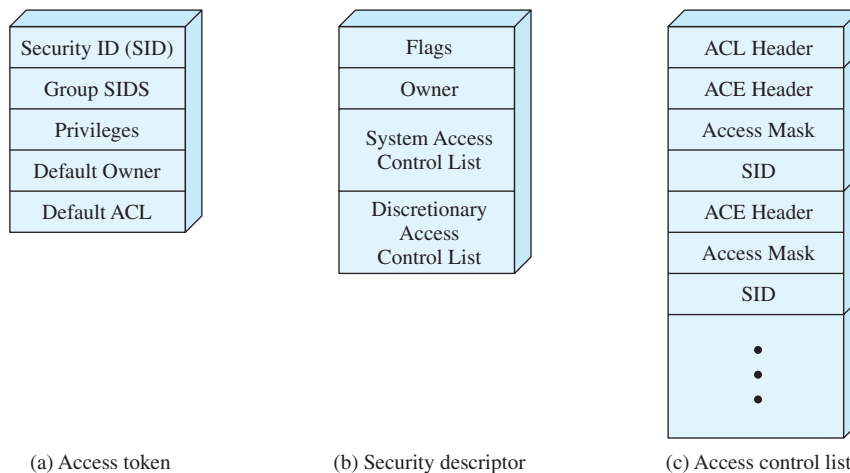 Security ID (SID)
Group SIDS
Privileges
Default Owner
Default ACL
(a) Access token
Flags
Owner
System Access
Control List
Discretionary
Access
Control List
(b) Security descriptor
ACL Header
ACE Header
Access Mask
SID
ACE Header
Access Mask
SID
(c) Access control list